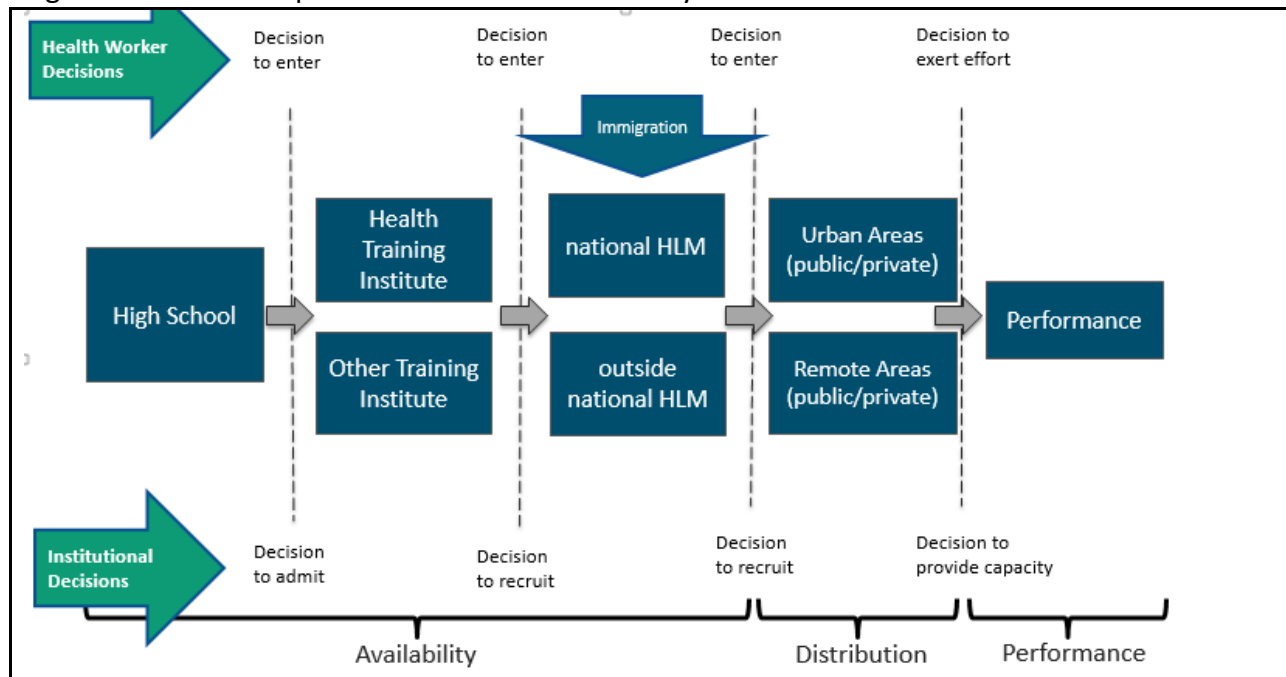 Health Worker
Decisions
Decision
to enter
Decision
to enter
Decision
to enter
Decision to
exert effort
Immigration
High School
Health
Training
Institute
Other Training
Institute
national HLM
outside
national HLM
Urban Areas
(public/private)
Remote Areas
(public/private)
Performance
Institutional
Decisions
Decision
to admit
Decision
to recruit
Decision
to recruit
Decision to
provide capacity
Availability
Distribution
Performance